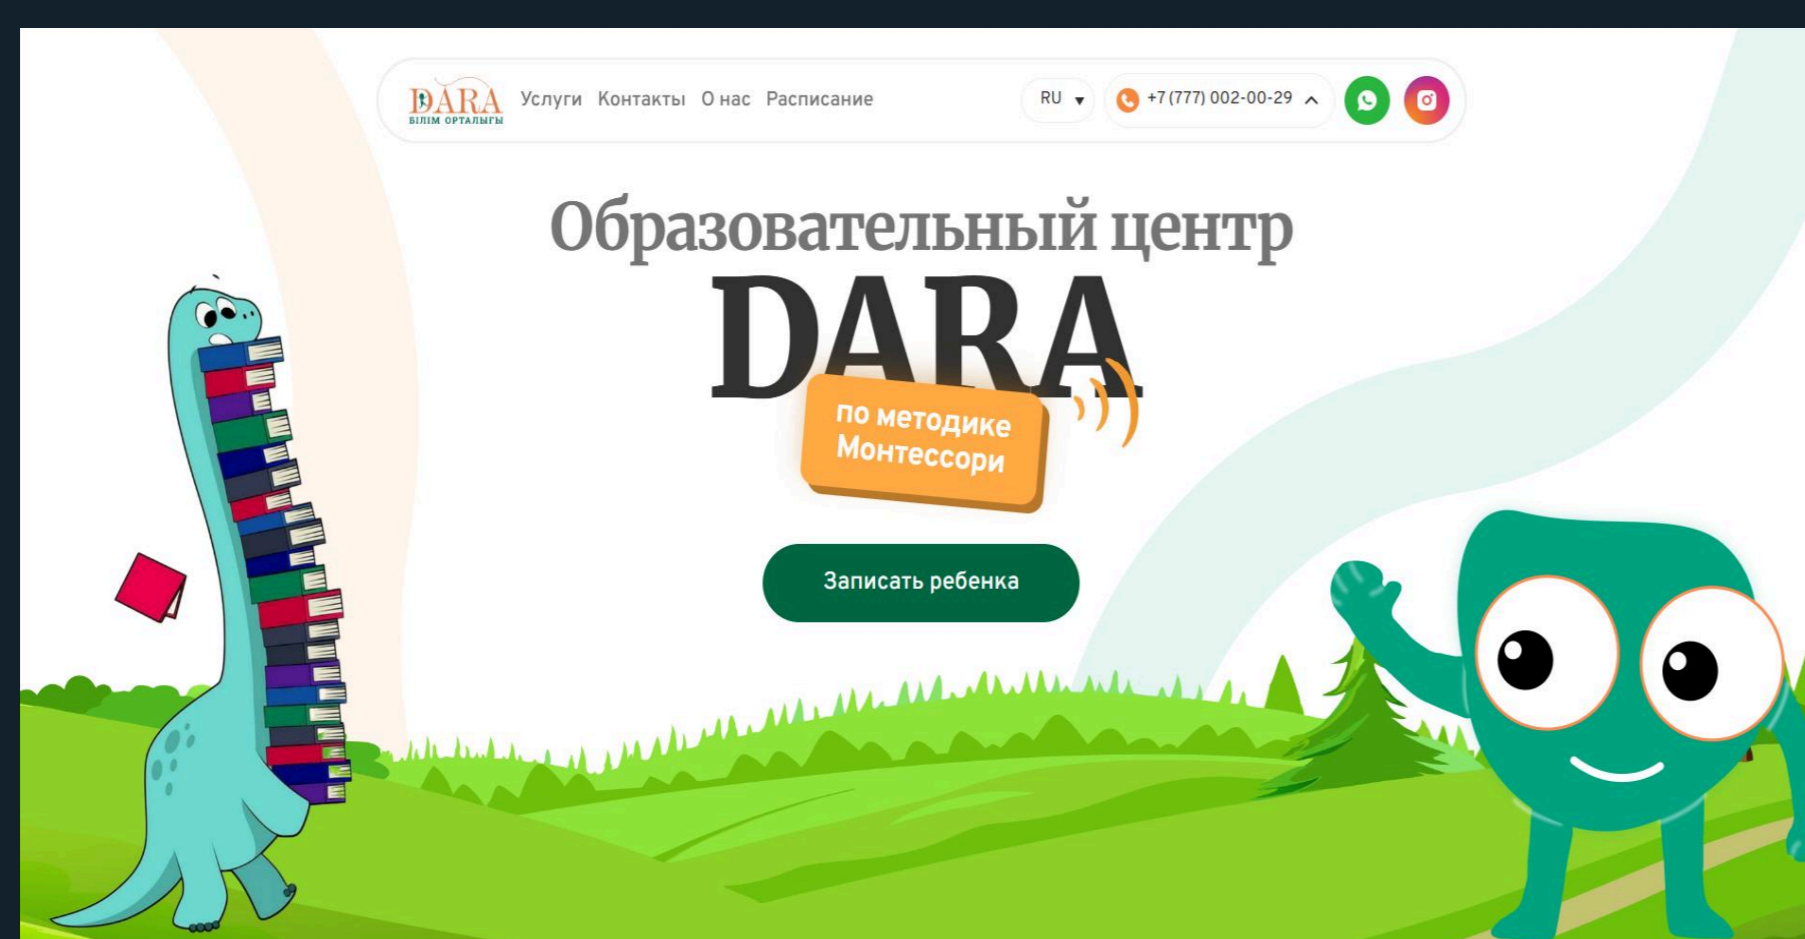 DARA
БІЛІМ ОРТАЛЫҒЫ
Услуги Контакты О нас Расписание
RU
+7 (777) 002-00-29
Образовательный центр
DARA
по методике
Монтессори
Записать ребенка